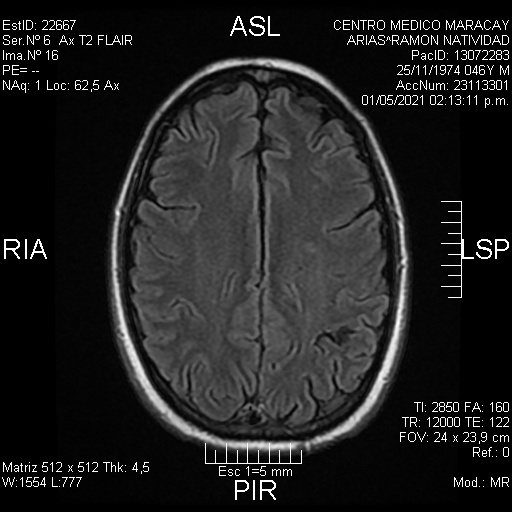 EstID: 22667
Ser.Nº 6 Ax T2 FLAIR
Ima.Nº 16
PE= --
NAq: 1 Loc: 62,5 Ax
ASL
CENTRO MEDICO MARACAY
ARIAS^RAMON NATIVIDAD
PacID: 13072283
25/11/1974 046Y M
AccNum: 23113301
01/05/2021 02:13:11 p.m.
RIA
LSP
TI: 2850 FA: 160
TR: 12000 TE: 122
FOV: 24 x 23,9 cm
Ref.: 0
Matriz 512 x 512 Thk: 4,5
W:1554 L:777
Esc 1=5 mm
PIR
Mod.: MR